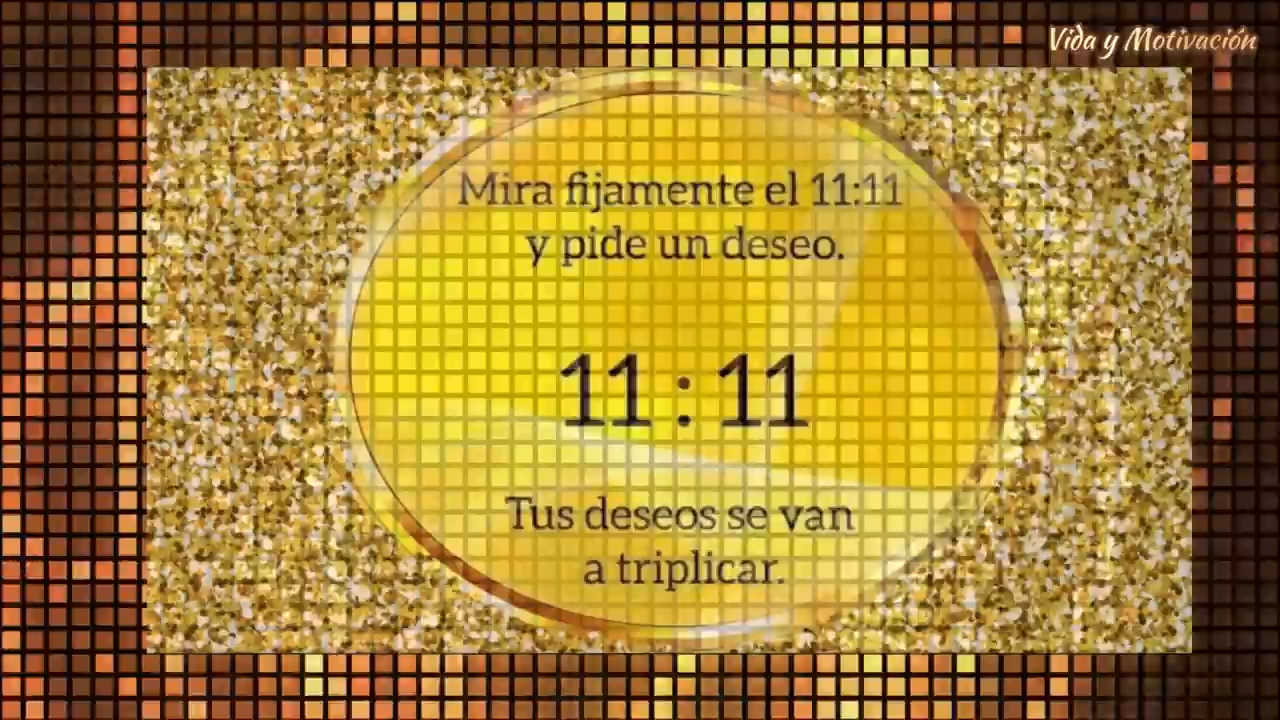 Vida y Motivación
Mira fijamente el 11:11
y pide un deseo.
11 : 11
Tus deseos se van
a triplicar.